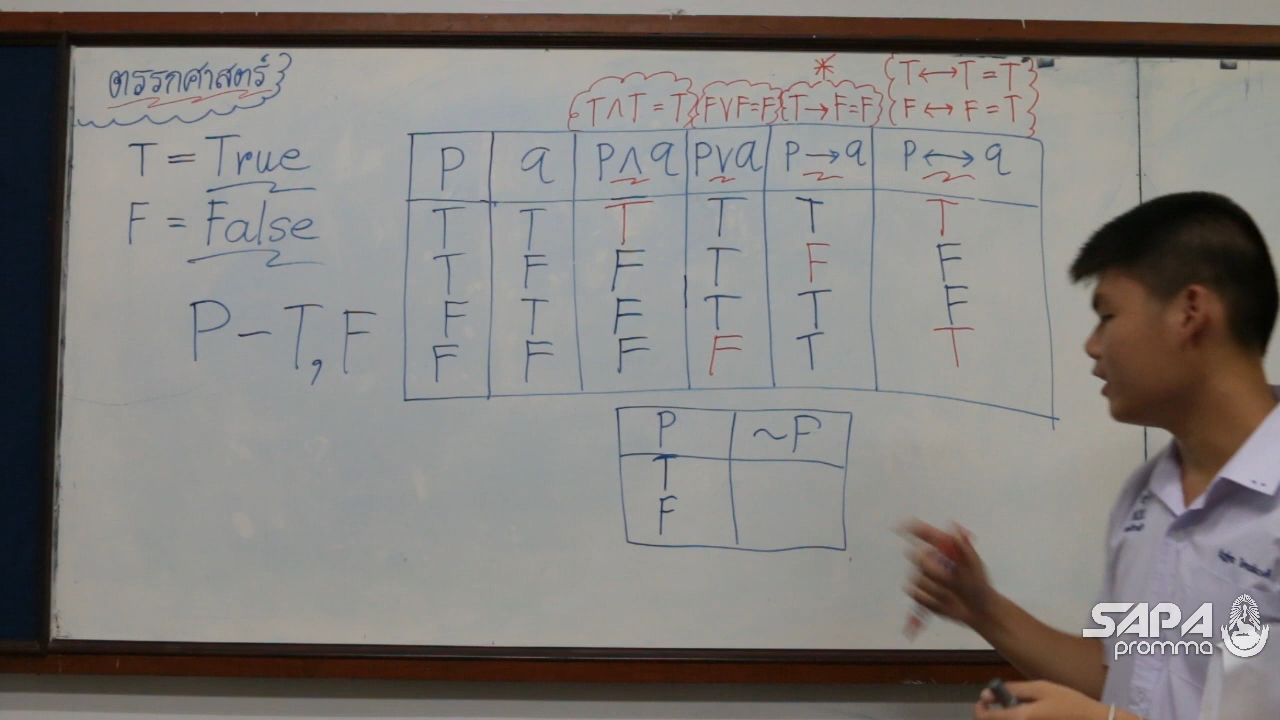 ตรรกศาสตร์
T = True
F = False
P - T, F
T∧T = T
F∨F=F
*
T→F=F
T↔T = T
F↔F = T
P q P∧q P∨q P→q P↔q
T T T T T T
T F F T F F
F T F T T F
F F F F T T
P ~P
T
F
SAPA
promma